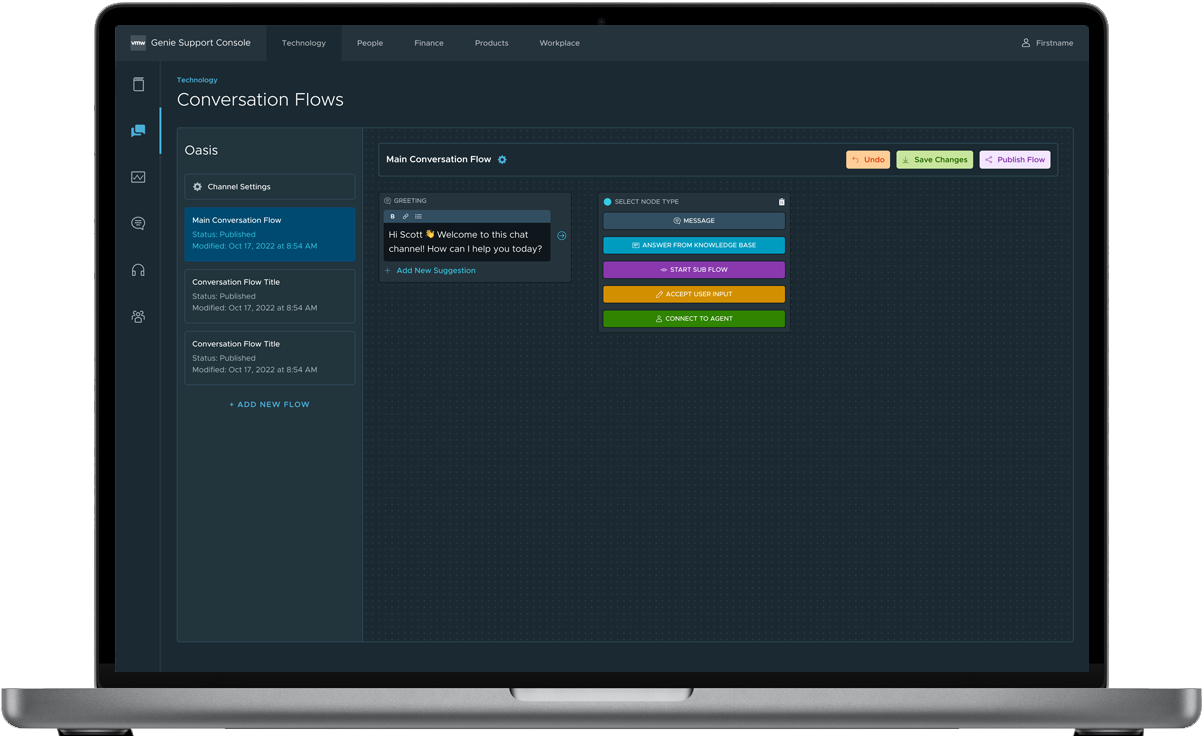 vmw Genie Support Console Technology People Finance Products Workplace Firstname
Technology
Conversation Flows
Oasis
Channel Settings
Main Conversation Flow
Status: Published
Modified: Oct 17, 2022 at 8:54 AM
Conversation Flow Title
Status: Published
Modified: Oct 17, 2022 at 8:54 AM
Conversation Flow Title
Status: Published
Modified: Oct 17, 2022 at 8:54 AM
+ ADD NEW FLOW
Main Conversation Flow Undo Save Changes Publish Flow
GREETING
B
Hi Scott 👋 Welcome to this chat
channel! How can I help you today?
+ Add New Suggestion
SELECT NODE TYPE
MESSAGE
ANSWER FROM KNOWLEDGE BASE
START SUB FLOW
ACCEPT USER INPUT
CONNECT TO AGENT